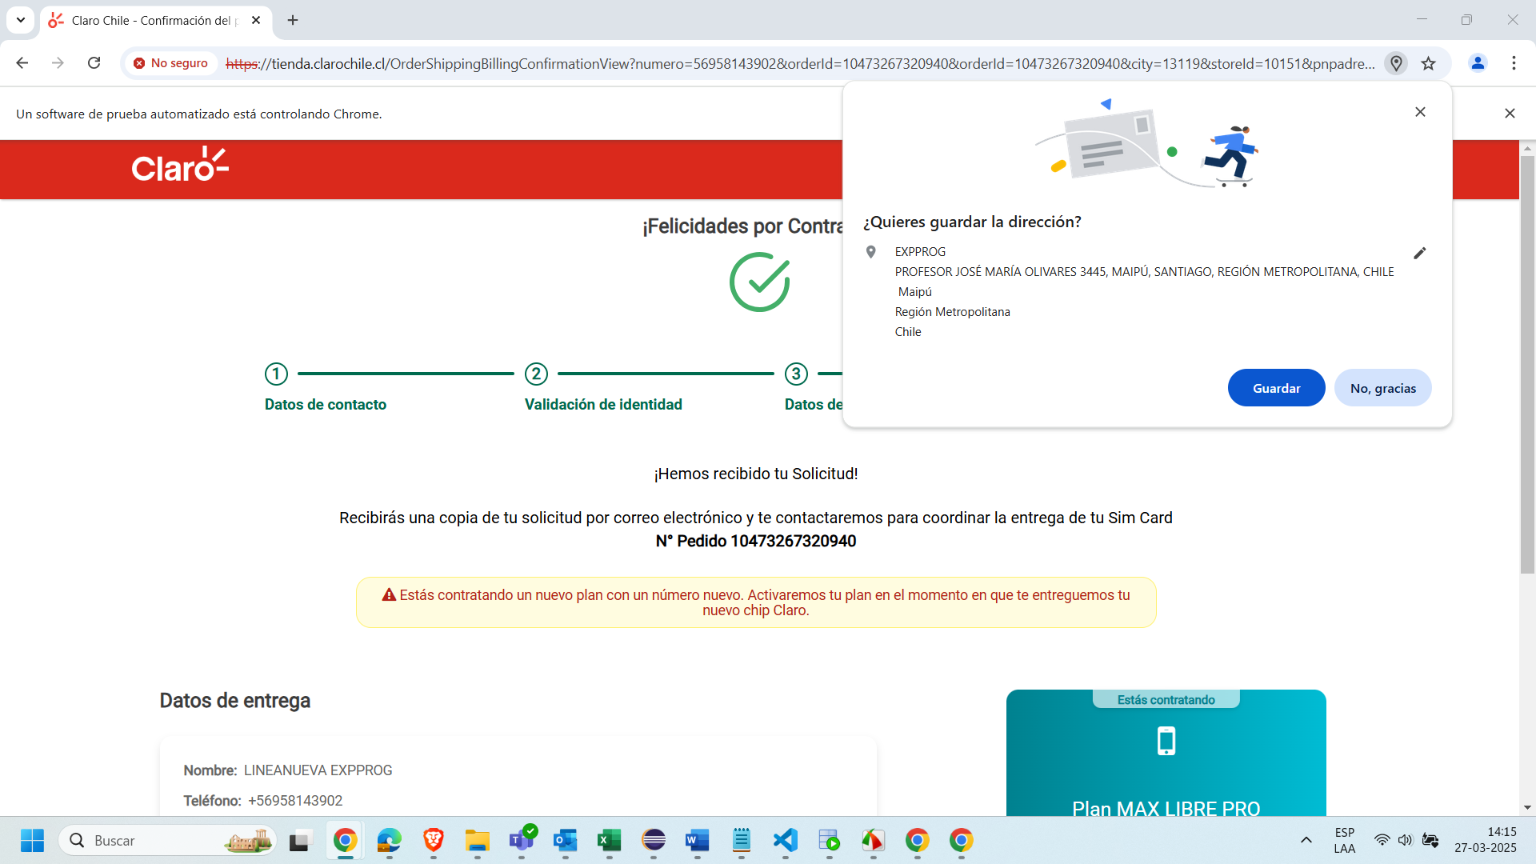 Claro Chile - Confirmación del p
No seguro
https://tienda.clarochile.cl/OrderShippingBillingConfirmationView?numero=56958143902&orderId=10473267320940&orderId=10473267320940&city=13119&storeId=10151&pnpadre...
Un software de prueba automatizado está controlando Chrome.
Claro
¡Felicidades por Contra
¿Quieres guardar la dirección?
EXPPROG
PROFESOR JOSÉ MARÍA OLIVARES 3445, MAIPÚ, SANTIAGO, REGIÓN METROPOLITANA, CHILE
Maipú
Región Metropolitana
Chile
Guardar
No, gracias
1
2
3
Datos de contacto
Validación de identidad
Datos de
¡Hemos recibido tu Solicitud!
Recibirás una copia de tu solicitud por correo electrónico y te contactaremos para coordinar la entrega de tu Sim Card
N° Pedido 10473267320940
Estás contratando un nuevo plan con un número nuevo. Activaremos tu plan en el momento en que te entreguemos tu
nuevo chip Claro.
Datos de entrega
Nombre: LINEANUEVA EXPPROG
Teléfono: +56958143902
Estás contratando
Plan MAX LIBRE PRO
Buscar
ESP
LAA
14:15
27-03-2025